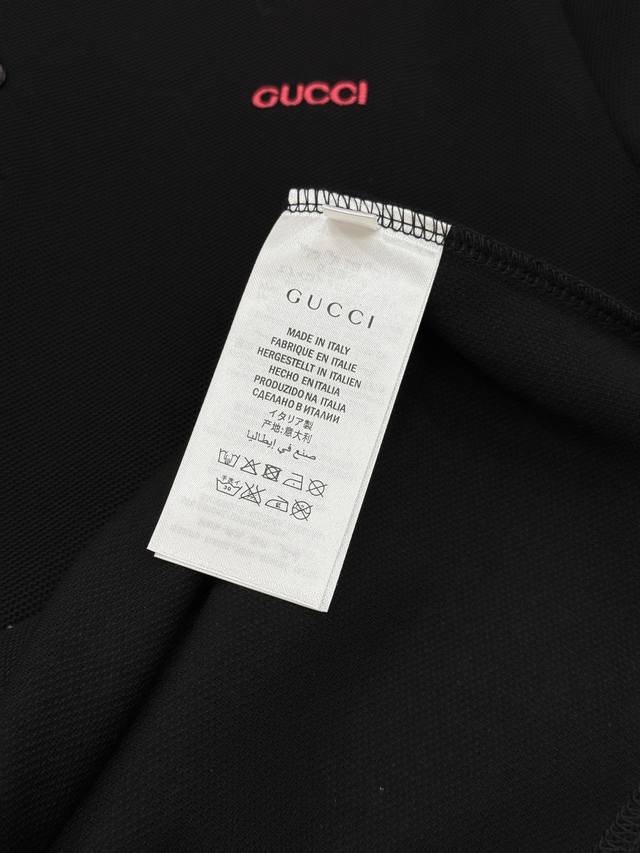 GUCCI
GUCCI
MADE IN ITALY
FABRIQUE EN ITALIE
HERGESTELLT IN ITALIEN
HECHO EN ITALIA
PRODUZIDO NA ITALIA
СДЕЛАНО В ИТАЛИИ
イタリア製
产地:意大利
صنع في إيطاليا